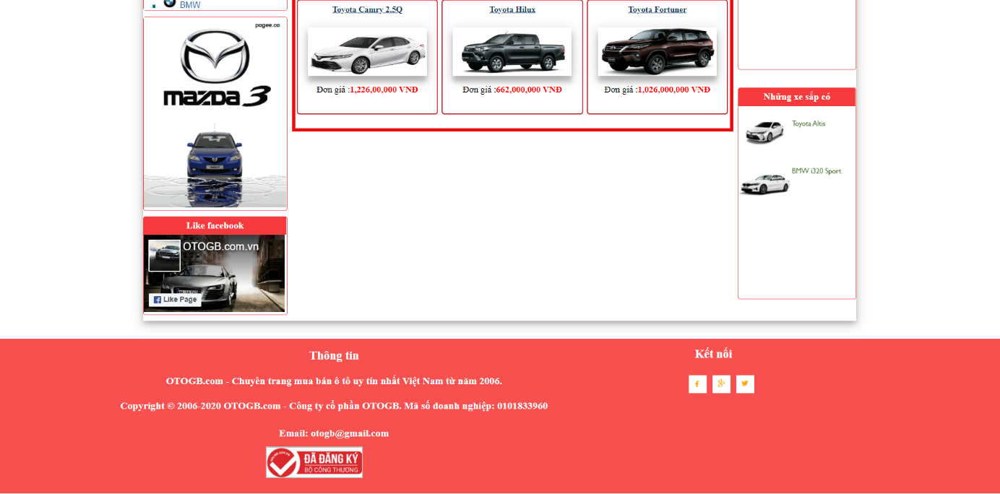 BMW
pogee.co
mazda 3
Like facebook
OTOGB.com.vn
Like Page
Toyota Camry 2.5Q
Đơn giá :1,226,00,000 VNĐ
Toyota Hilux
Đơn giá :662,000,000 VNĐ
Toyota Fortuner
Đơn giá :1,026,000,000 VNĐ
Những xe sắp có
Toyota Altis
BMW i320 Sport
Thông tin
OTOGB.com - Chuyên trang mua bán ô tô uy tín nhất Việt Nam từ năm 2006.
Copyright © 2006-2020 OTOGB.com - Công ty cổ phần OTOGB. Mã số doanh nghiệp: 0101833960
Email: otogb@gmail.com
ĐÃ ĐĂNG KÝ
BỘ CÔNG THƯƠNG
Kết nối